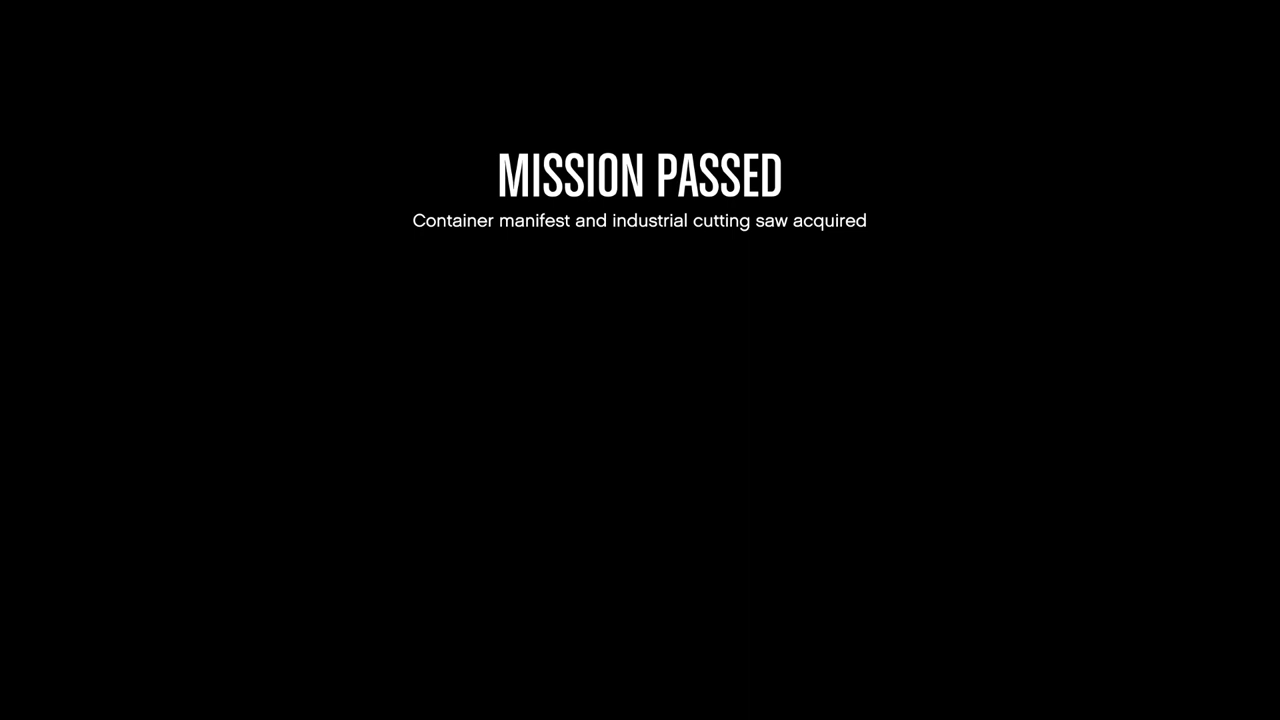 MISSION PASSED
Container manifest and industrial cutting saw acquired